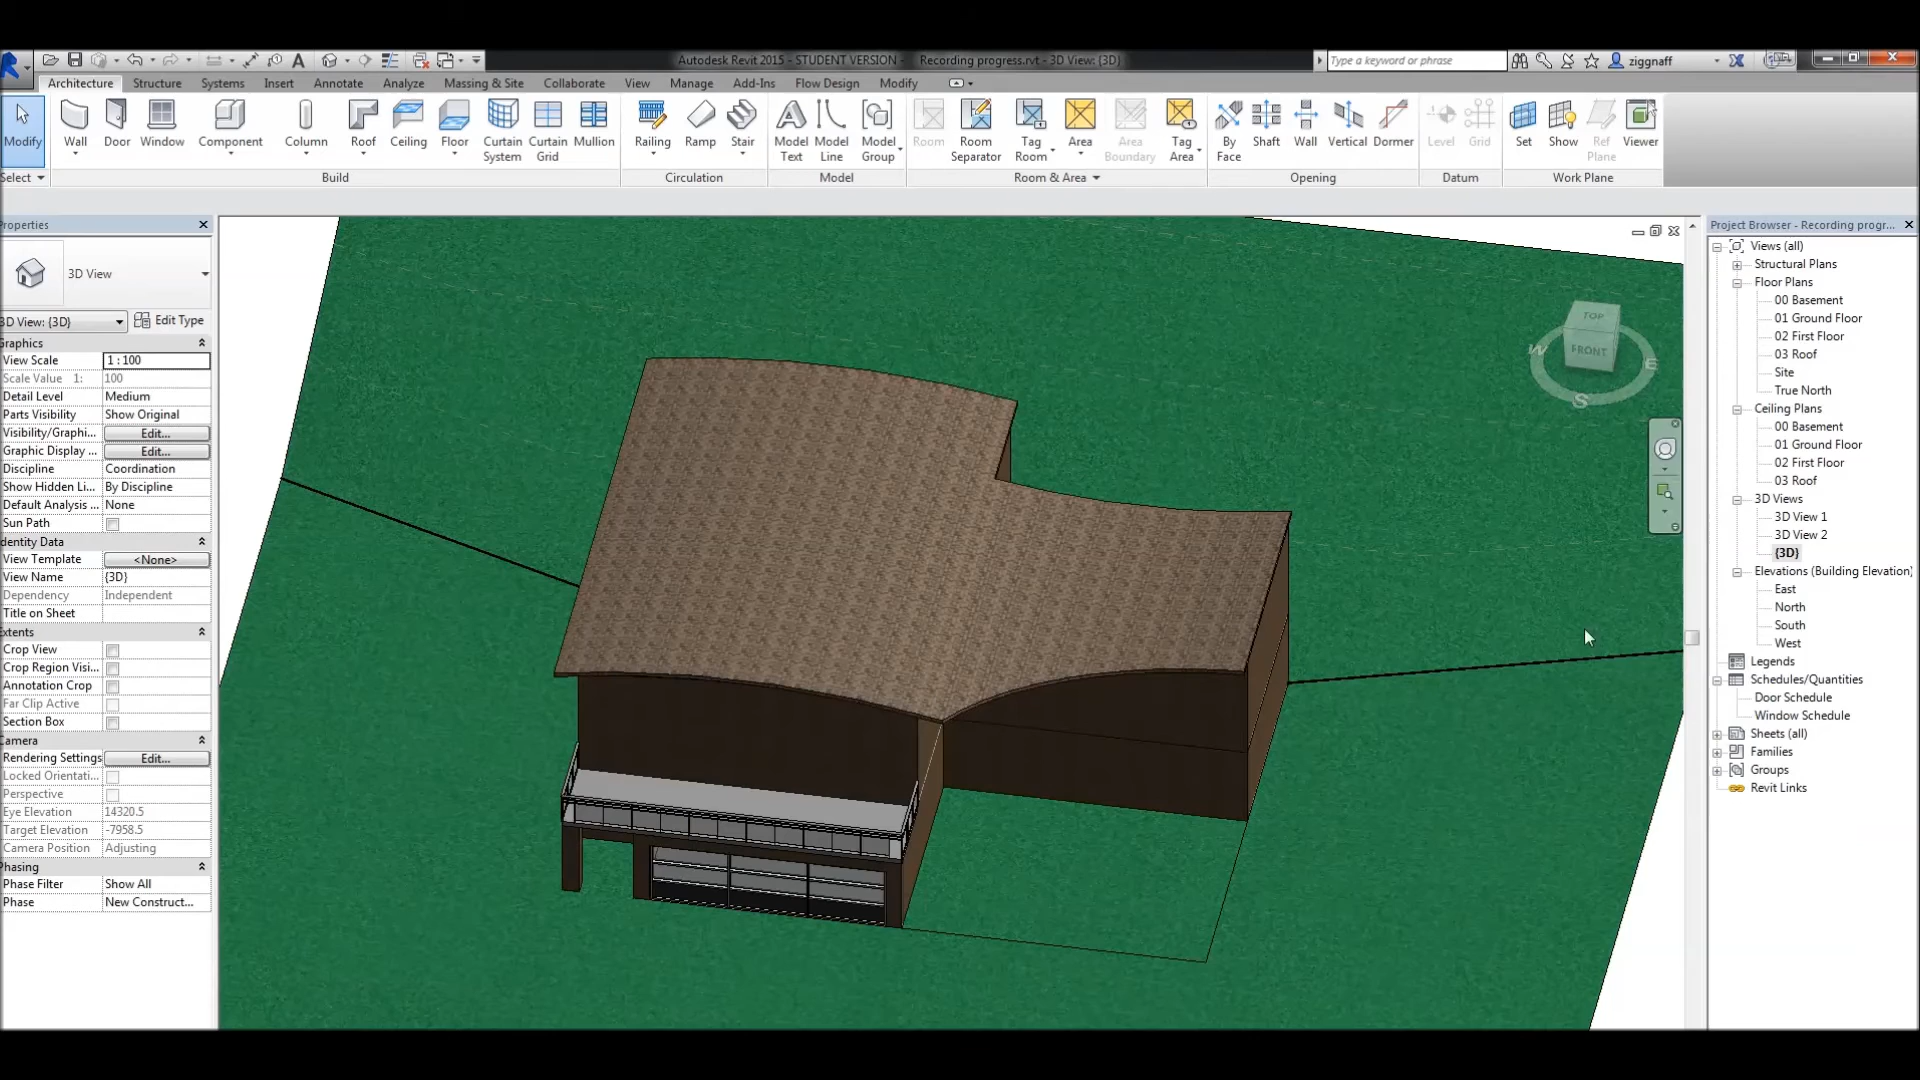 Autodesk Revit 2015 - STUDENT VERSION - Recording progress.rvt - 3D View: {3D}
Type a keyword or phrase
ziggnaff
Architecture Structure Systems Insert Annotate Analyze Massing & Site Collaborate View Manage Add-Ins Flow Design Modify
Modify Wall Door Window Component Column Roof Ceiling Floor Curtain System Curtain Grid Mullion Railing Ramp Stair Model Text Model Line Model Group Room Room Separator Tag Room Area Area Boundary Tag Area By Face Shaft Wall Vertical Dormer Level Grid Set Show Ref Plane Viewer
Select Build Circulation Model Room & Area Opening Datum Work Plane
Properties
3D View
3D View: {3D} Edit Type
Graphics
View Scale 1 : 100
Scale Value 1: 100
Detail Level Medium
Parts Visibility Show Original
Visibility/Graphi... Edit...
Graphic Display ... Edit...
Discipline Coordination
Show Hidden Li... By Discipline
Default Analysis ... None
Sun Path
Identity Data
View Template <None>
View Name {3D}
Dependency Independent
Title on Sheet
Extents
Crop View
Crop Region Visi...
Annotation Crop
Far Clip Active
Section Box
Camera
Rendering Settings Edit...
Locked Orientati...
Perspective
Eye Elevation 14320.5
Target Elevation -7958.5
Camera Position Adjusting
Phasing
Phase Filter Show All
Phase New Construct...
TOP
FRONT
W
E
S
Project Browser - Recording progr...
Views (all)
Structural Plans
Floor Plans
00 Basement
01 Ground Floor
02 First Floor
03 Roof
Site
True North
Ceiling Plans
00 Basement
01 Ground Floor
02 First Floor
03 Roof
3D Views
3D View 1
3D View 2
{3D}
Elevations (Building Elevation)
East
North
South
West
Legends
Schedules/Quantities
Door Schedule
Window Schedule
Sheets (all)
Families
Groups
Revit Links